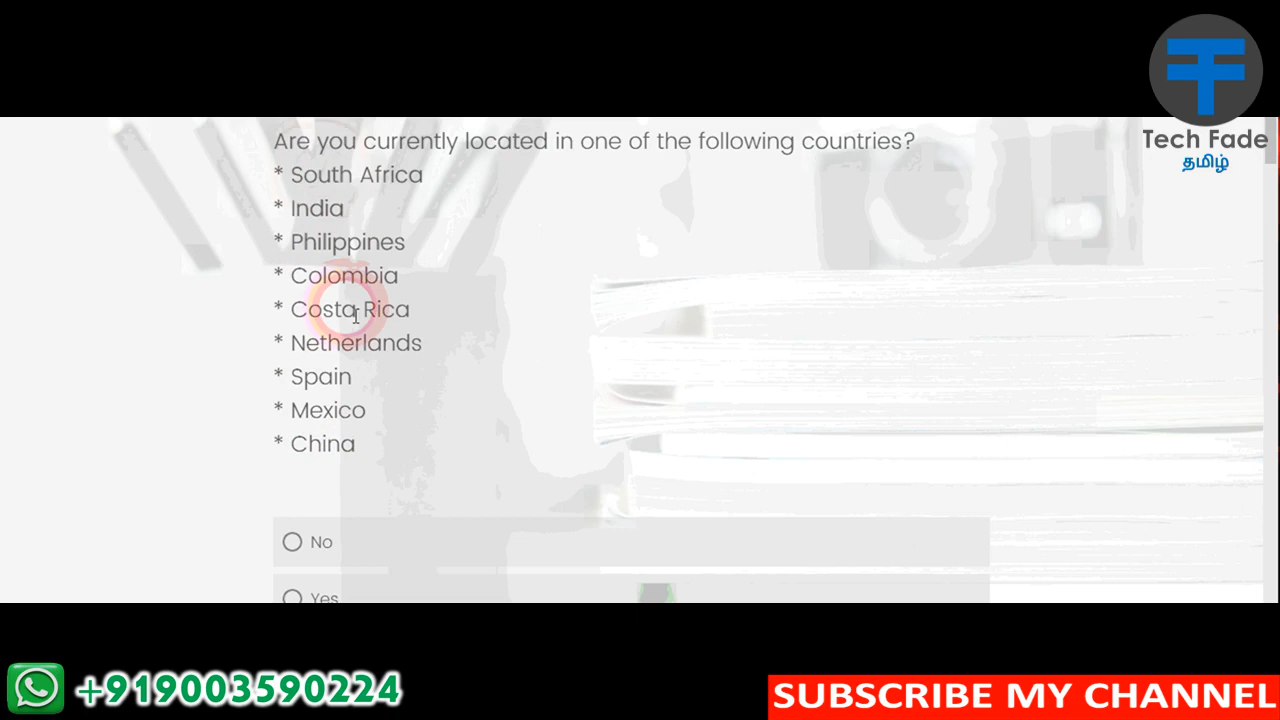 Tech Fade
தமிழ்
Are you currently located in one of the following countries?
* South Africa
* India
* Philippines
* Colombia
* Costa Rica
* Netherlands
* Spain
* Mexico
* China
No
Yes
+919003590224
SUBSCRIBE MY CHANNEL